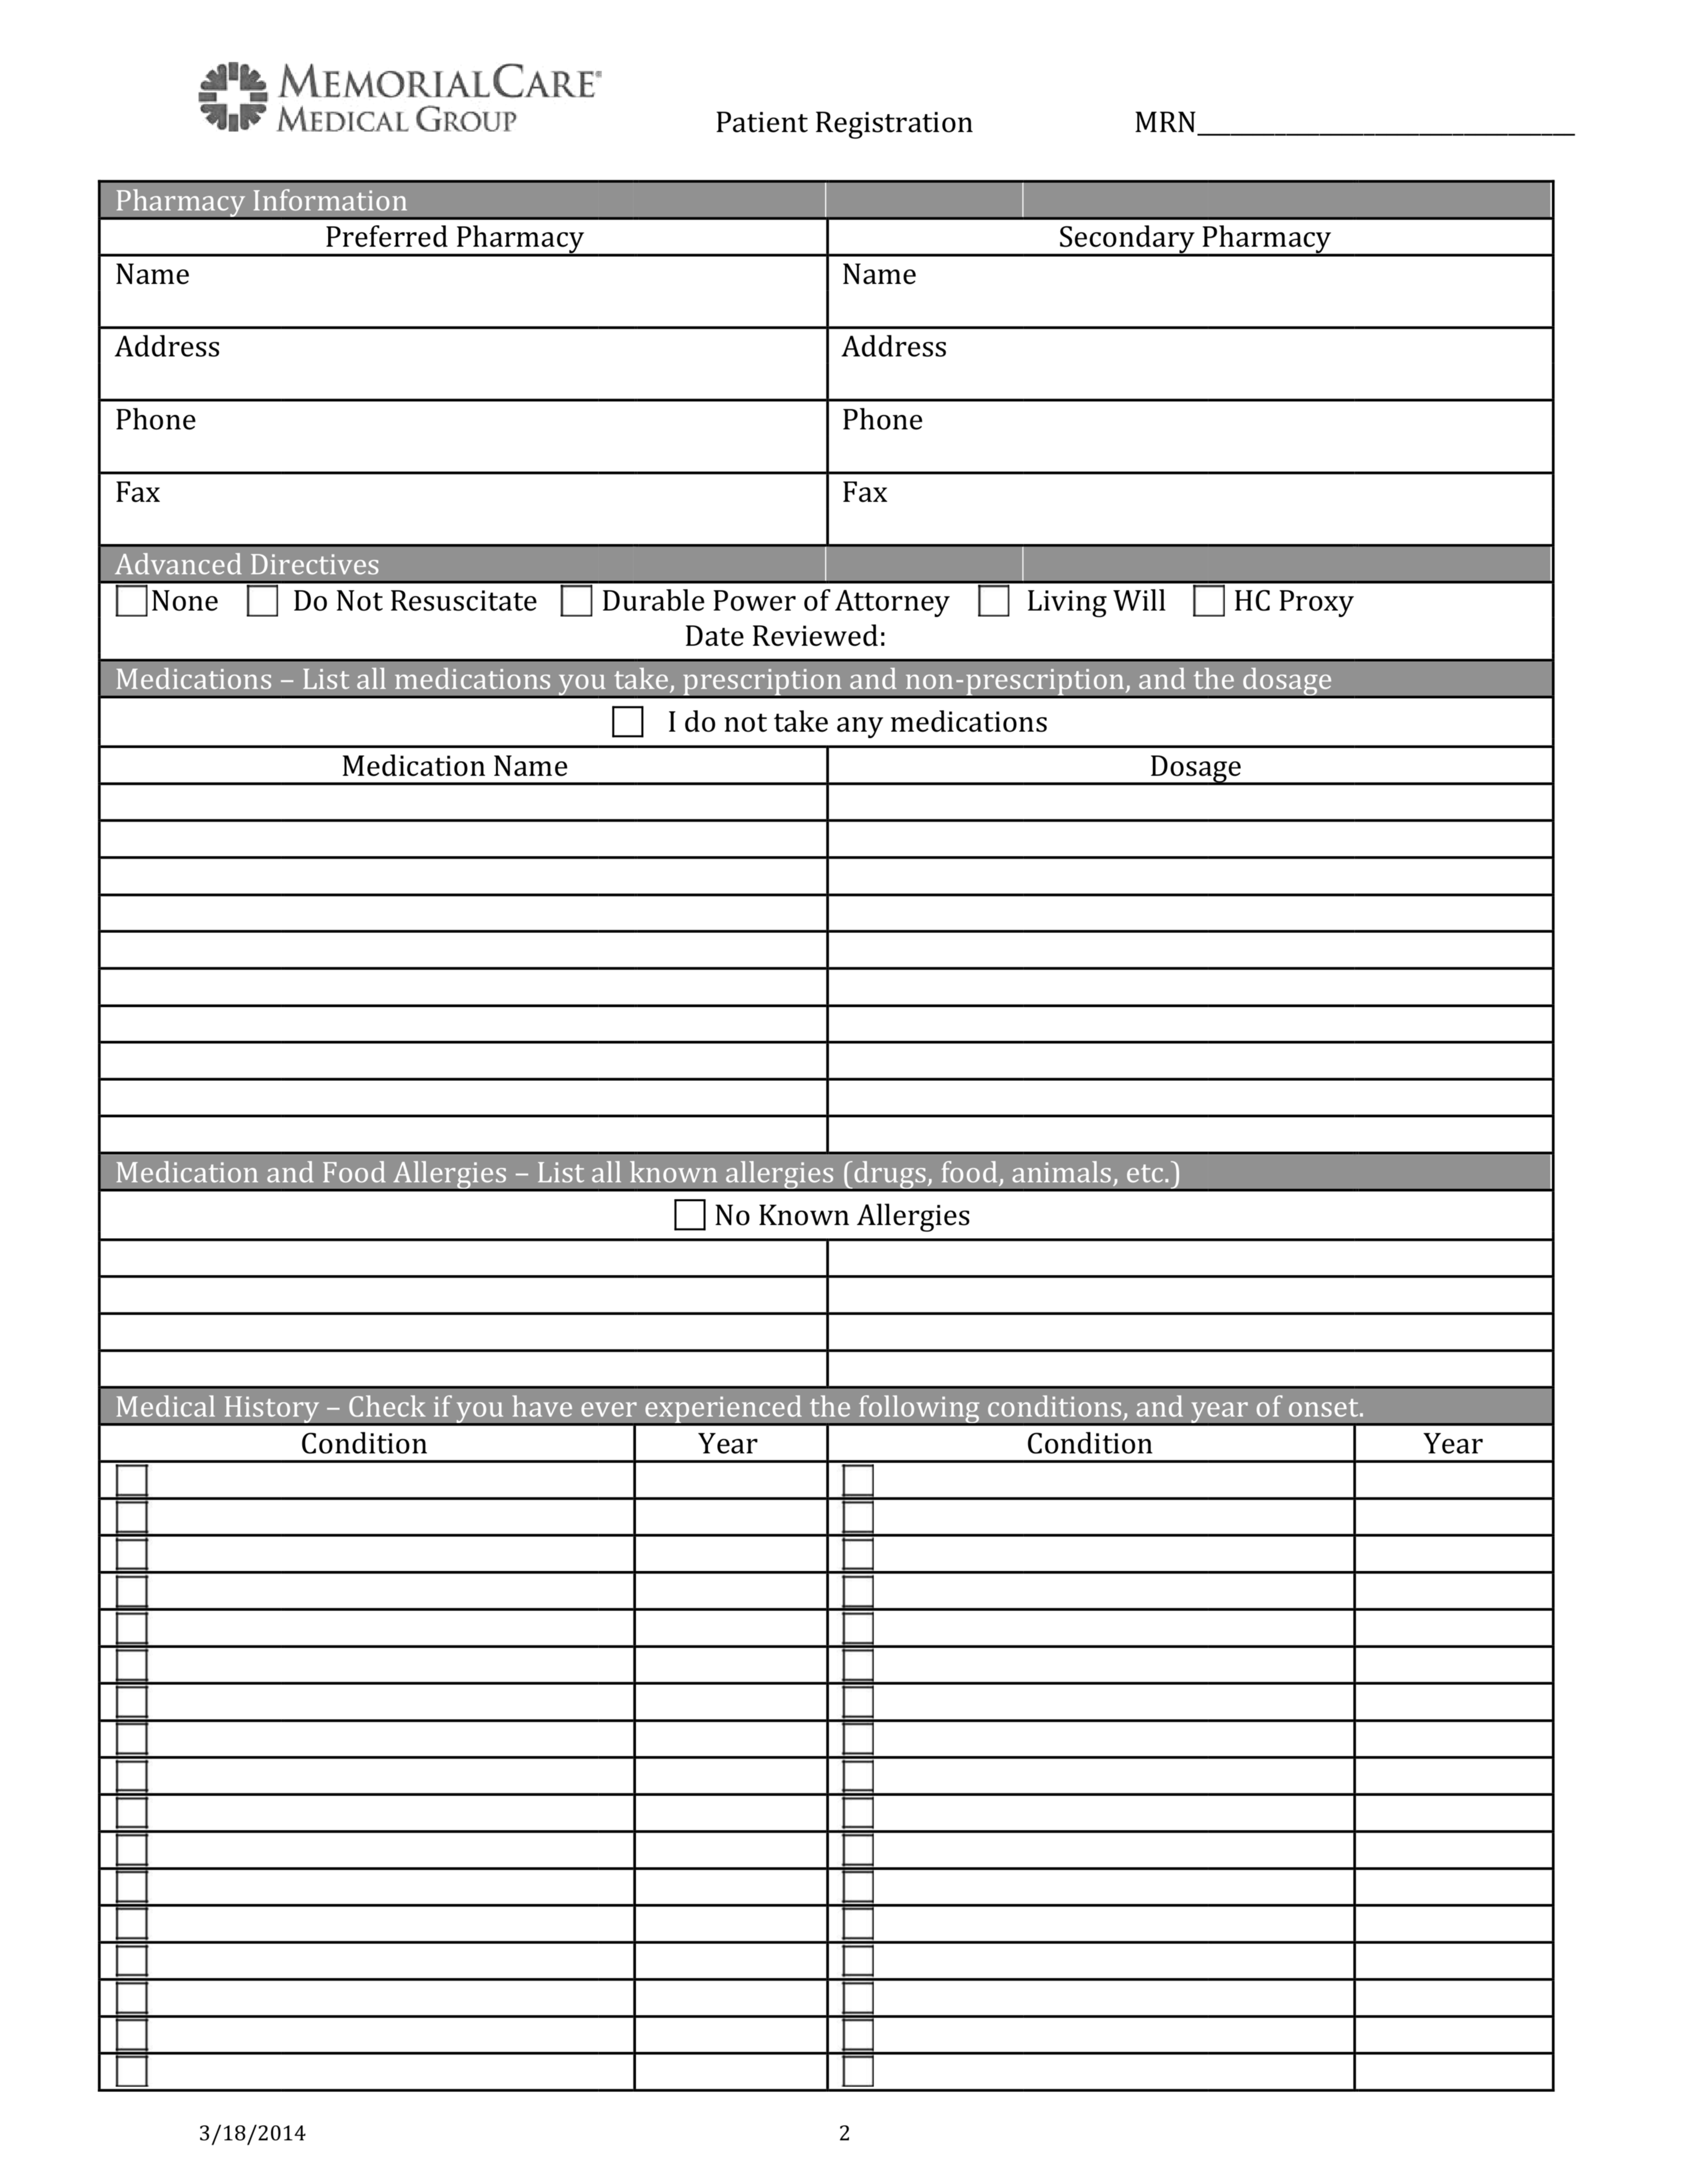 MEMORIALCARE®
MEDICAL GROUP
Patient Registration MRN___________________________
Pharmacy Information
Preferred Pharmacy Secondary Pharmacy
Name Name
Address Address
Phone Phone
Fax Fax
Advanced Directives
None Do Not Resuscitate Durable Power of Attorney Living Will HC Proxy
Date Reviewed:
Medications – List all medications you take, prescription and non-prescription, and the dosage
I do not take any medications
Medication Name Dosage
Medication and Food Allergies – List all known allergies (drugs, food, animals, etc.)
No Known Allergies
Medical History – Check if you have ever experienced the following conditions, and year of onset.
Condition Year Condition Year
3/18/2014 2